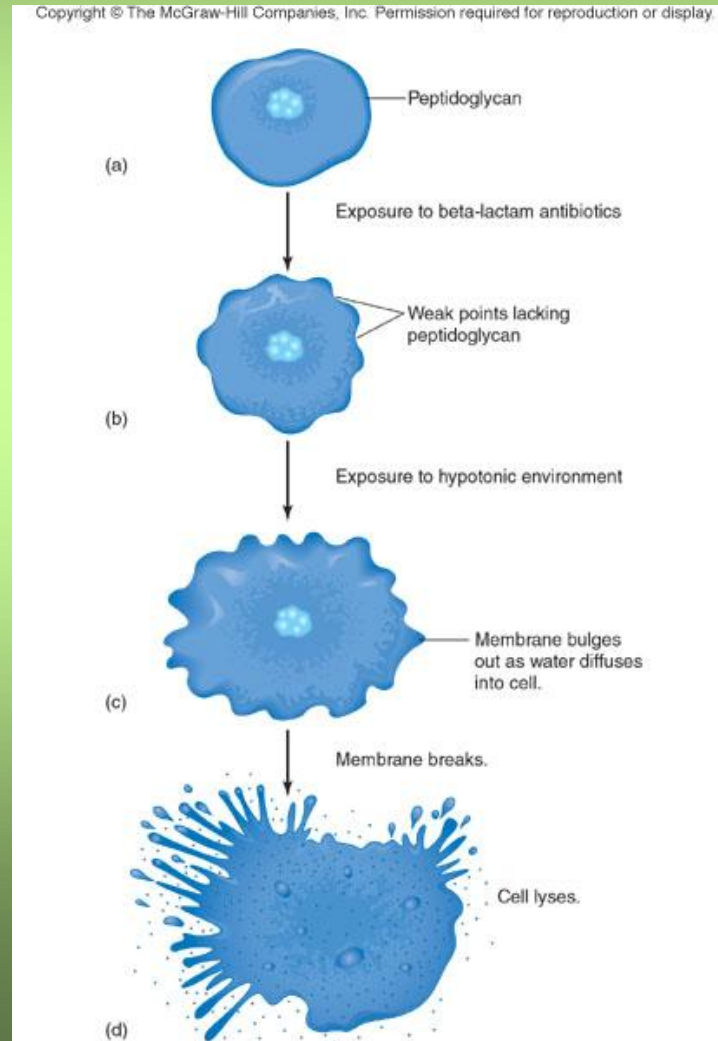 Copyright © The McGraw-Hill Companies, Inc. Permission required for reproduction or display.
Peptidoglycan
(a)
Exposure to beta-lactam antibiotics
Weak points lacking
peptidoglycan
(b)
Exposure to hypotonic environment
Membrane bulges
out as water diffuses
into cell.
(c)
Membrane breaks.
Cell lyses.
(d)